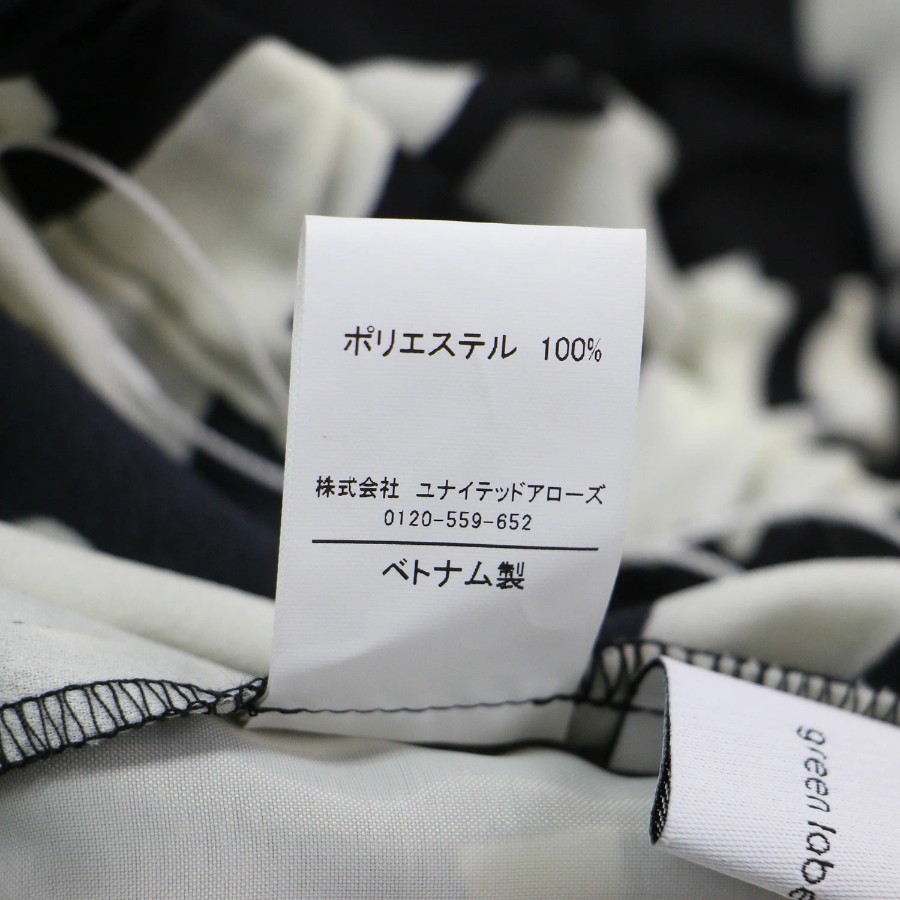 ポリエステル 100%
株式会社 ユナイテッドアローズ
0120-559-652
ベトナム製
green